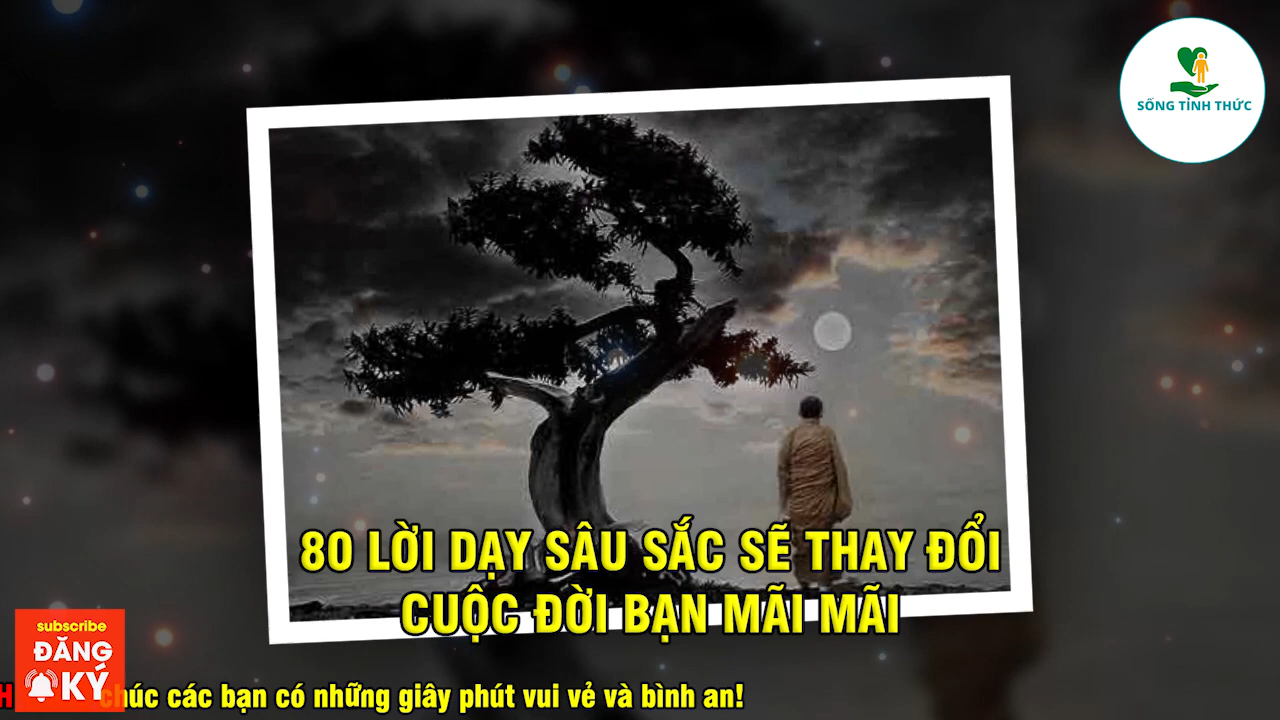 SỐNG TỈNH THỨC
80 LỜI DẠY SÂU SẮC SẼ THAY ĐỔI
CUỘC ĐỜI BẠN MÃI MÃI
subscribe
ĐĂNG
KÝ
chúc các bạn có những giây phút vui vẻ và bình an!